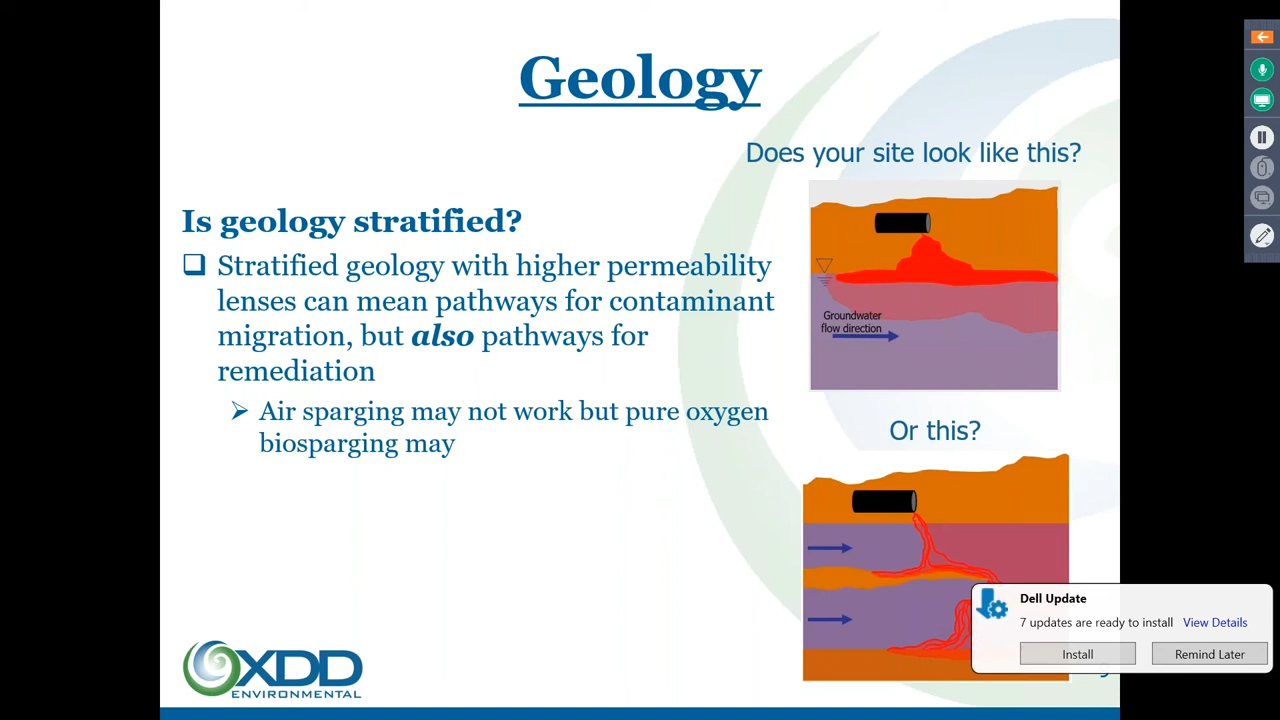 Geology
Does your site look like this?
Is geology stratified?
Stratified geology with higher permeability
lenses can mean pathways for contaminant
migration, but also pathways for
remediation
Air sparging may not work but pure oxygen
biosparging may
Groundwater
flow direction
Or this?
Dell Update
7 updates are ready to install View Details
Install Remind Later
XDD
ENVIRONMENTAL